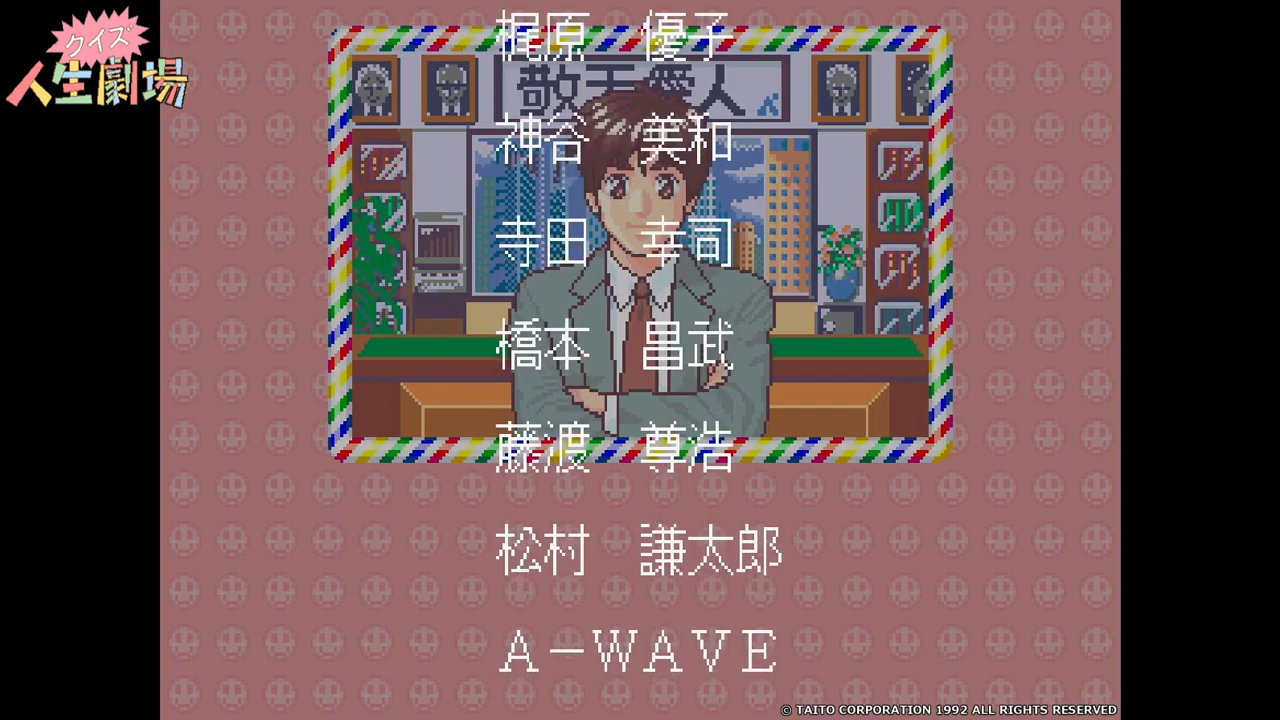 クイズ
人生劇場
梶原 優子
敬天愛人
神谷 美和
寺田 幸司
橋本 昌武
藤渡 尊浩
松村 謙太郎
A-WAVE
© TAITO CORPORATION 1992 ALL RIGHTS RESERVED